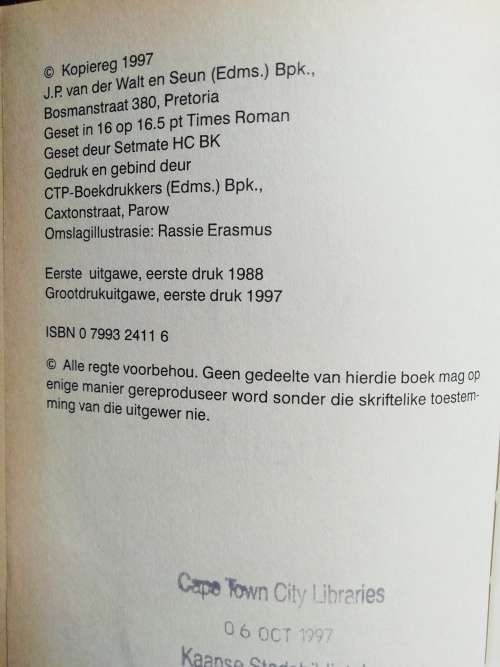 © Kopiereg 1997
J.P. van der Walt en Seun (Edms.) Bpk.,
Bosmanstraat 380, Pretoria
Geset in 16 op 16.5 pt Times Roman
Geset deur Setmate HC BK
Gedruk en gebind deur
CTP-Boekdrukkers (Edms.) Bpk.,
Caxtonstraat, Parow
Omslagillustrasie: Rassie Erasmus
Eerste uitgawe, eerste druk 1988
Grootdrukuitgawe, eerste druk 1997
ISBN 0 7993 2411 6
© Alle regte voorbehou. Geen gedeelte van hierdie boek mag op
enige manier gereproduseer word sonder die skriftelike toestem-
ming van die uitgewer nie.
Cape Town City Libraries
06 OCT 1997
Kaapse